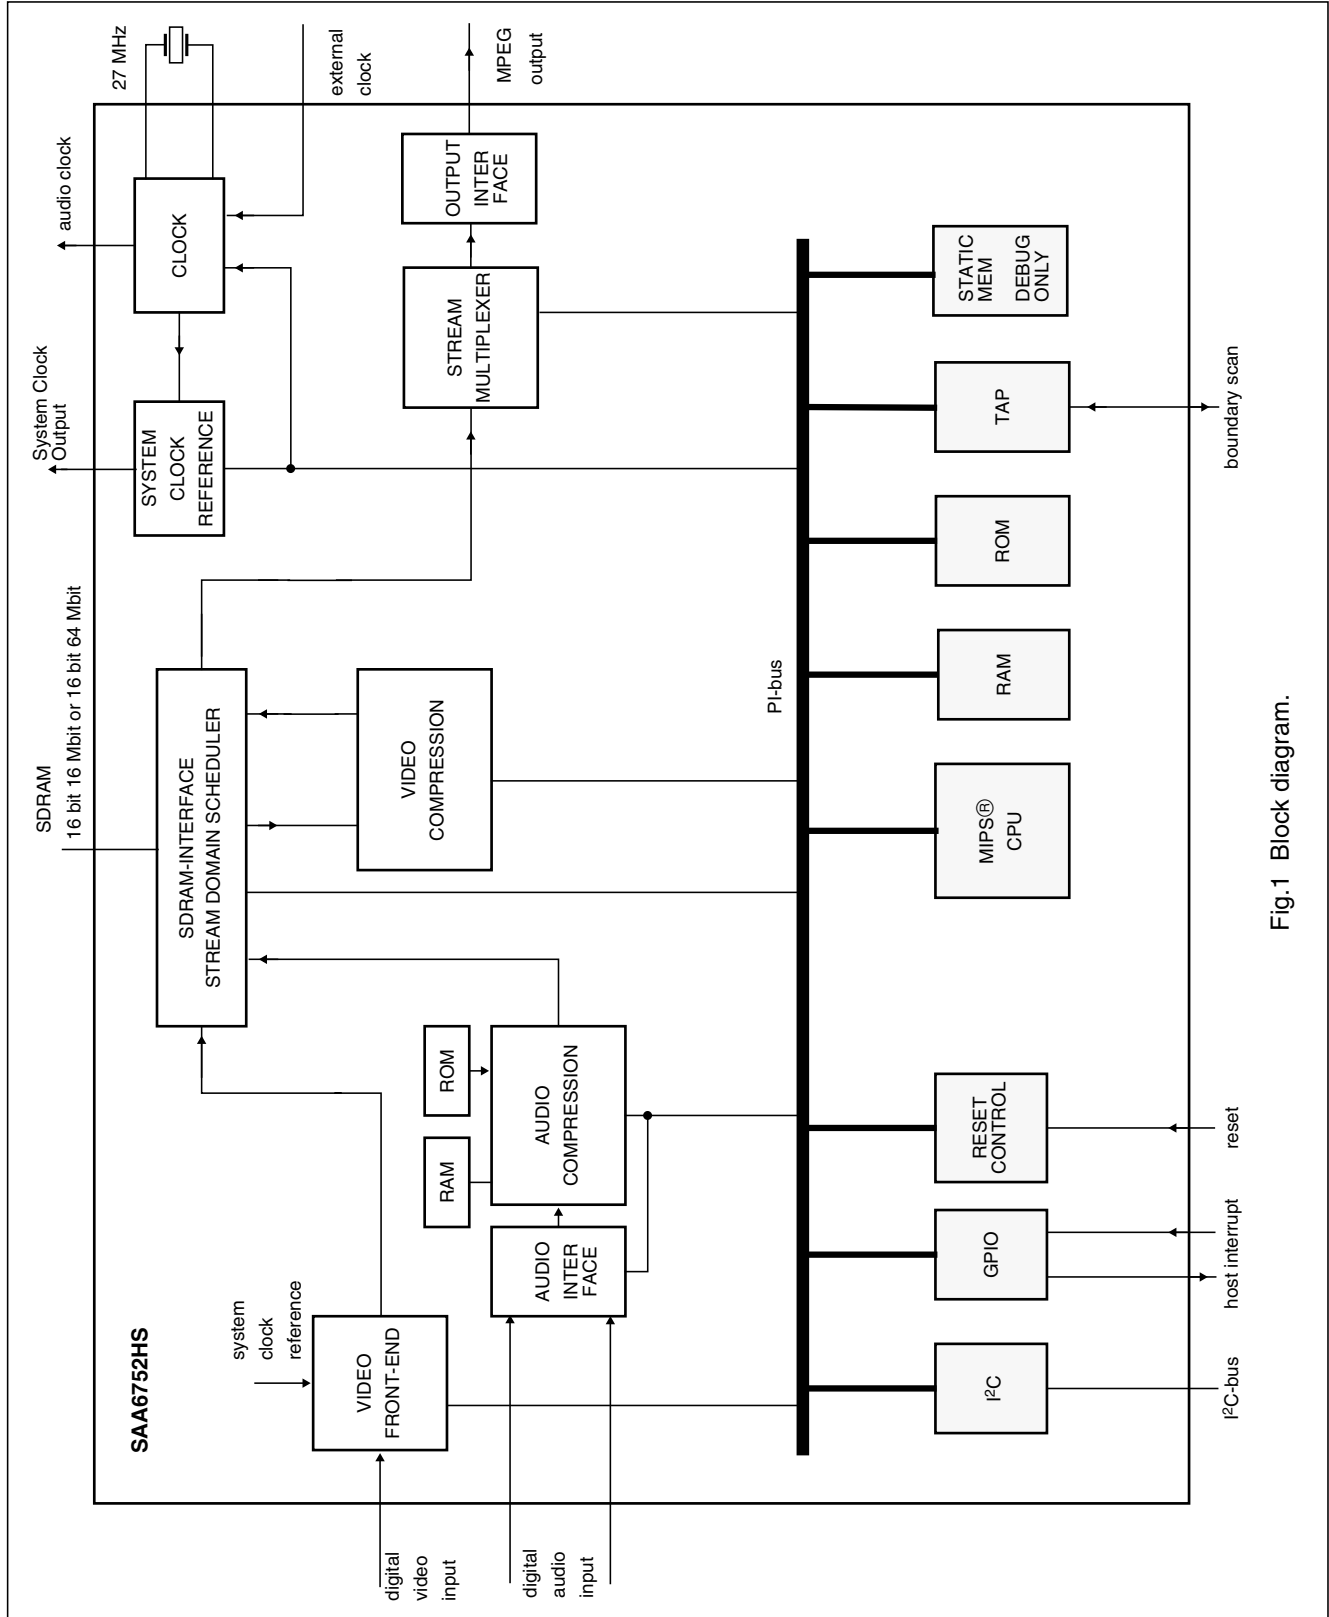 SAA6752HS
SDRAM
16 bit 16 Mbit or 16 bit 64 Mbit
System Clock
Output
audio clock
27 MHz
external
clock
MPEG
output
CLOCK
SYSTEM
CLOCK
REFERENCE
SDRAM-INTERFACE
STREAM DOMAIN SCHEDULER
system
clock
reference
VIDEO
FRONT-END
digital
video
input
RAM
ROM
AUDIO
INTER
FACE
AUDIO
COMPRESSION
digital
audio
input
VIDEO
COMPRESSION
STREAM
MULTIPLEXER
OUTPUT
INTER
FACE
PI-bus
I²C
GPIO
RESET
CONTROL
MIPS®
CPU
RAM
ROM
TAP
STATIC
MEM
DEBUG
ONLY
I²C-bus
host interrupt
reset
boundary scan
Fig.1 Block diagram.